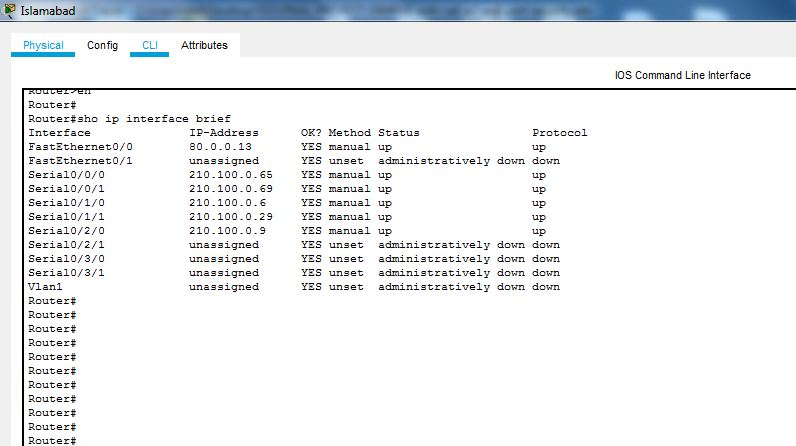 Islamabad
Physical Config CLI Attributes
IOS Command Line Interface
Router>en
Router#
Router#sho ip interface brief
Interface IP-Address OK? Method Status Protocol
FastEthernet0/0 80.0.0.13 YES manual up up
FastEthernet0/1 unassigned YES unset administratively down down
Serial0/0/0 210.100.0.65 YES manual up up
Serial0/0/1 210.100.0.69 YES manual up up
Serial0/1/0 210.100.0.6 YES manual up up
Serial0/1/1 210.100.0.29 YES manual up up
Serial0/2/0 210.100.0.9 YES manual up up
Serial0/2/1 unassigned YES unset administratively down down
Serial0/3/0 unassigned YES unset administratively down down
Serial0/3/1 unassigned YES unset administratively down down
Vlan1 unassigned YES unset administratively down down
Router#
Router#
Router#
Router#
Router#
Router#
Router#
Router#
Router#
Router#
Router#